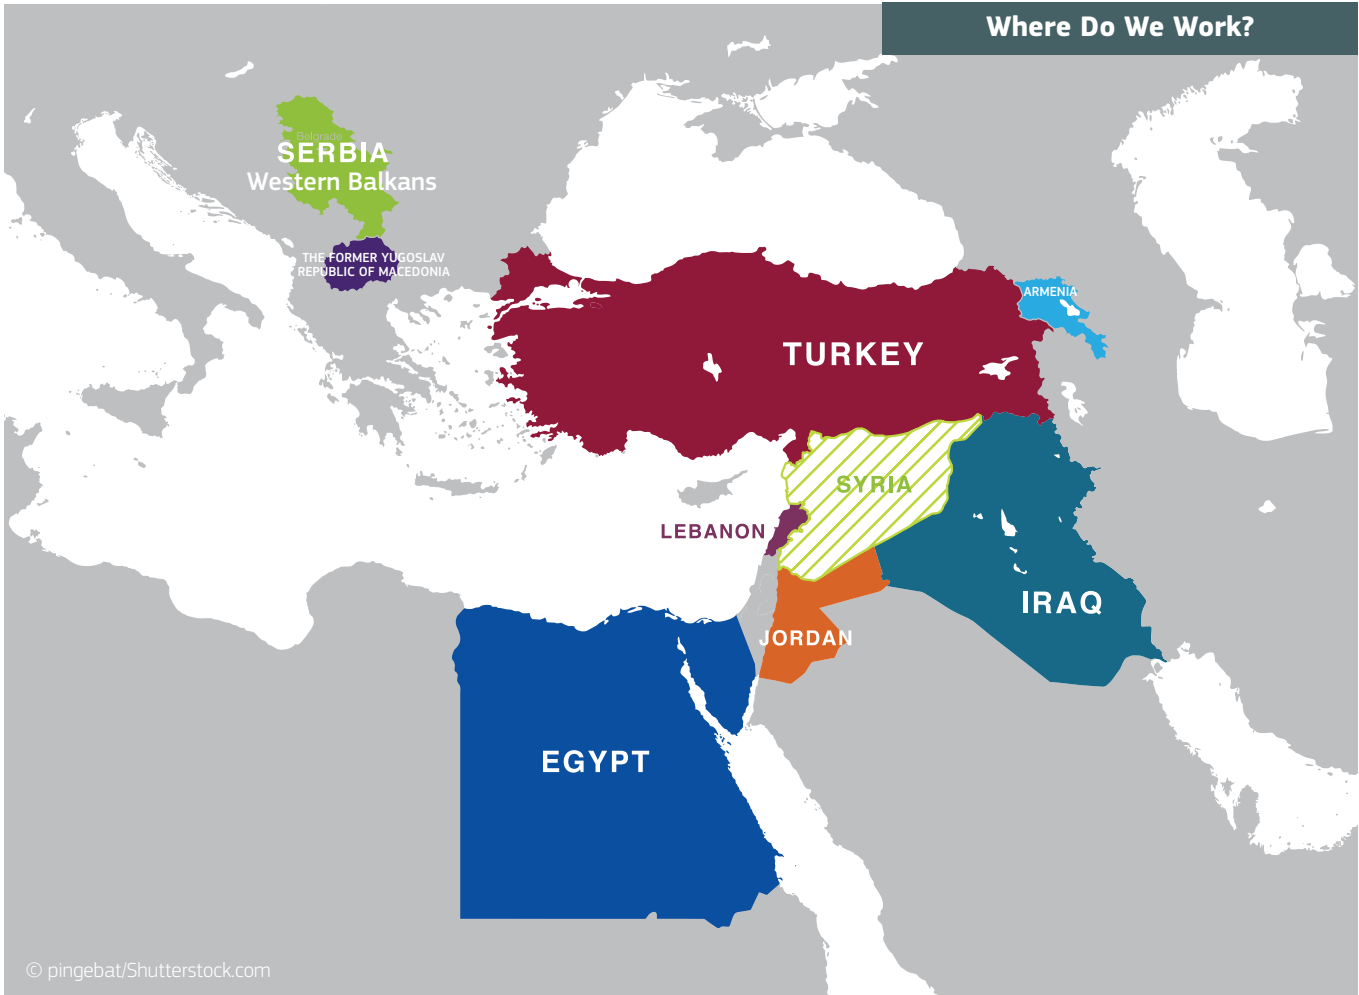 Where Do We Work?
Belgrade
SERBIA
Western Balkans
THE FORMER YUGOSLAV
REPUBLIC OF MACEDONIA
ARMENIA
TURKEY
SYRIA
LEBANON
IRAQ
JORDAN
EGYPT
© pingebat/Shutterstock.com